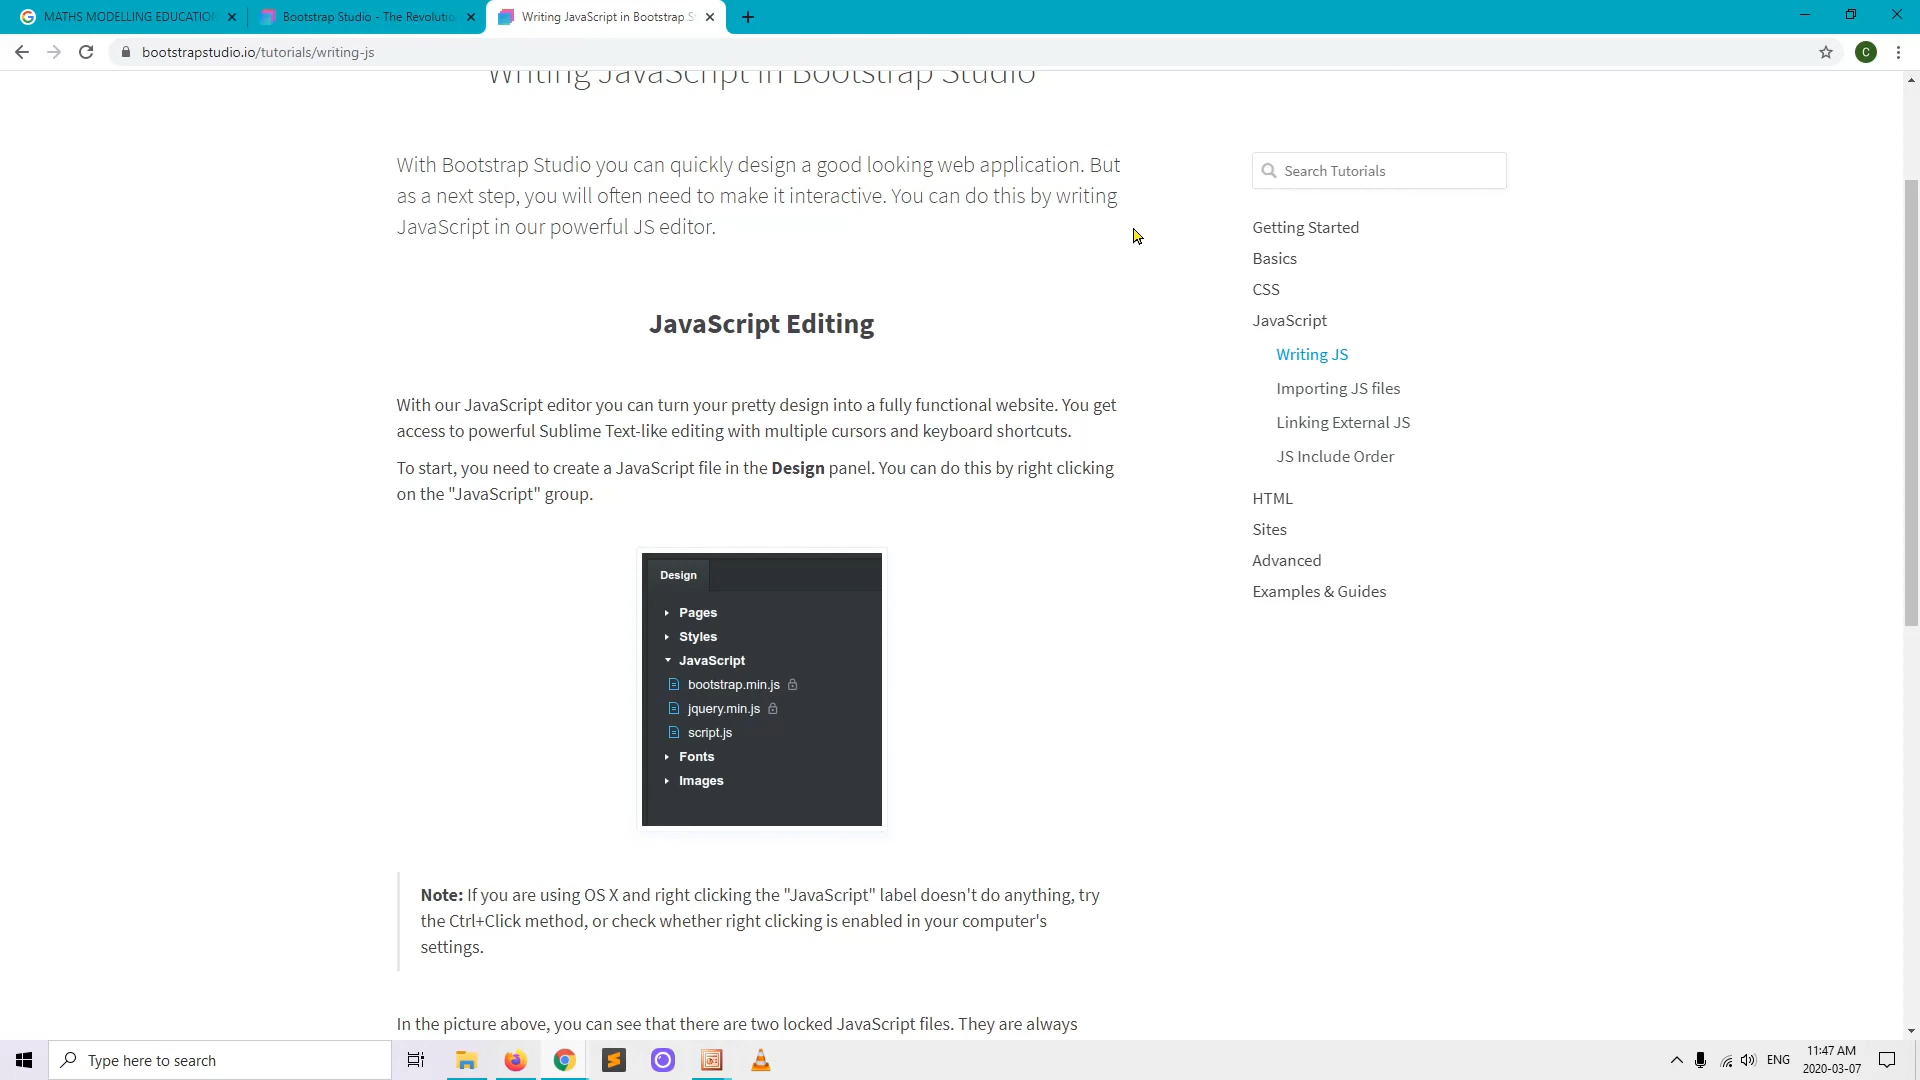 MATHS MODELLING EDUCATION
Bootstrap Studio - The Revolutio
Writing JavaScript in Bootstrap S
bootstrapstudio.io/tutorials/writing-js
C
Writing JavaScript in Bootstrap Studio
With Bootstrap Studio you can quickly design a good looking web application. But
as a next step, you will often need to make it interactive. You can do this by writing
JavaScript in our powerful JS editor.
JavaScript Editing
With our JavaScript editor you can turn your pretty design into a fully functional website. You get
access to powerful Sublime Text-like editing with multiple cursors and keyboard shortcuts.
To start, you need to create a JavaScript file in the Design panel. You can do this by right clicking
on the "JavaScript" group.
Design
Pages
Styles
JavaScript
bootstrap.min.js
jquery.min.js
script.js
Fonts
Images
Note: If you are using OS X and right clicking the "JavaScript" label doesn't do anything, try
the Ctrl+Click method, or check whether right clicking is enabled in your computer's
settings.
In the picture above, you can see that there are two locked JavaScript files. They are always
Search Tutorials
Getting Started
Basics
CSS
JavaScript
Writing JS
Importing JS files
Linking External JS
JS Include Order
HTML
Sites
Advanced
Examples & Guides
Type here to search
ENG
11:47 AM
2020-03-07